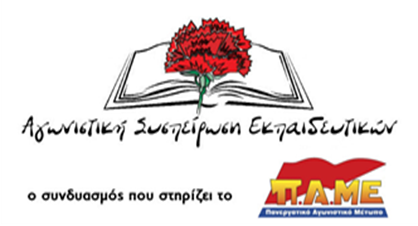 Αγωνιστική Συσπείρωση Εκπαιδευτικών
ο συνδυασμός που στηρίζει το
Π.Α.ΜΕ
Πανεργατικό Αγωνιστικό Μέτωπο